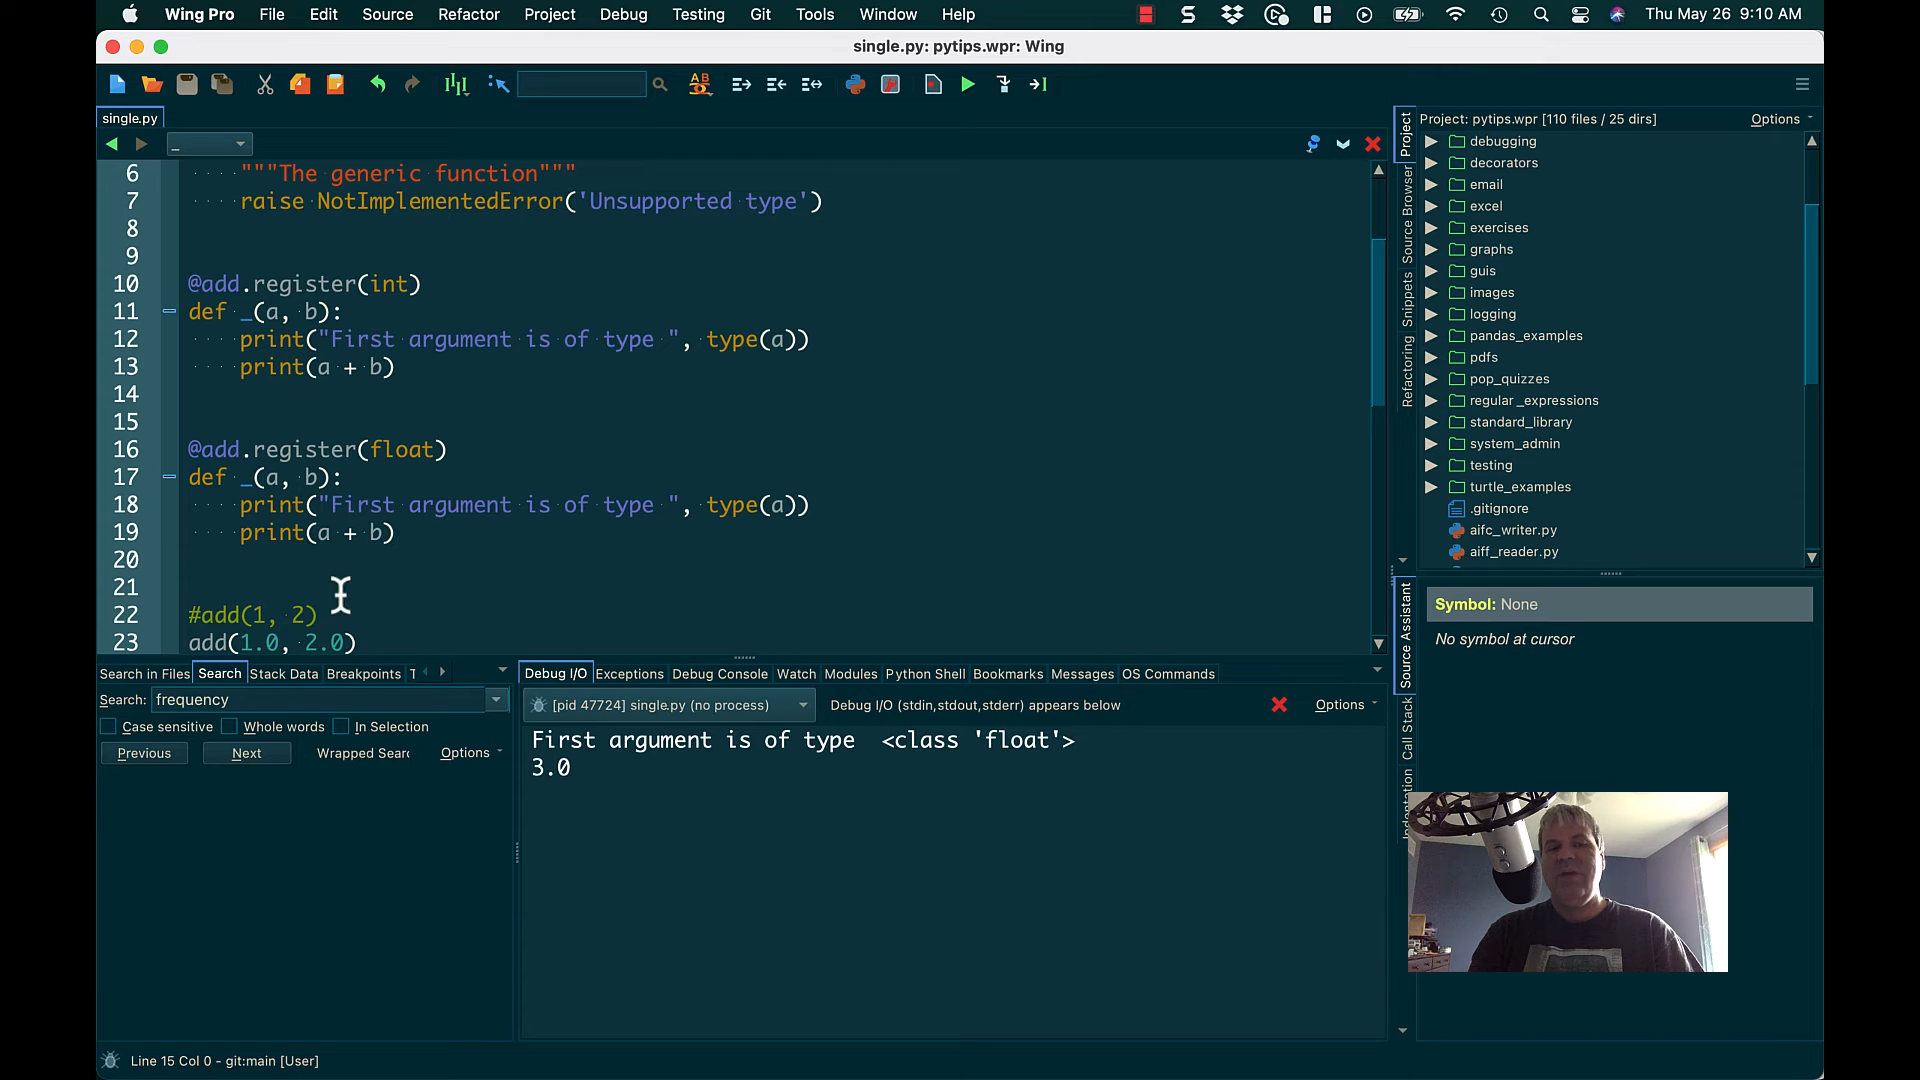 Wing Pro File Edit Source Refactor Project Debug Testing Git Tools Window Help Thu May 26 9:10 AM
single.py: pytips.wpr: Wing
single.py
_
6 """The generic function"""
7 raise NotImplementedError('Unsupported type')
8
9
10 @add.register(int)
11 def _(a, b):
12 print("First argument is of type ", type(a))
13 print(a + b)
14
15
16 @add.register(float)
17 def _(a, b):
18 print("First argument is of type ", type(a))
19 print(a + b)
20
21
22 #add(1, 2)
23 add(1.0, 2.0)
Project
Source Browser
Snippets
Refactoring
Project: pytips.wpr [110 files / 25 dirs] Options
debugging
decorators
email
excel
exercises
graphs
guis
images
logging
pandas_examples
pdfs
pop_quizzes
regular_expressions
standard_library
system_admin
testing
turtle_examples
.gitignore
aifc_writer.py
aiff_reader.py
Source Assistant
Call Stack
Indentation
Symbol: None
No symbol at cursor
Search in Files Search Stack Data Breakpoints T
Search: frequency
Case sensitive Whole words In Selection
Previous Next Wrapped Searc Options
Debug I/O Exceptions Debug Console Watch Modules Python Shell Bookmarks Messages OS Commands
[pid 47724] single.py (no process) Debug I/O (stdin,stdout,stderr) appears below Options
First argument is of type <class 'float'>
3.0
Line 15 Col 0 - git:main [User]